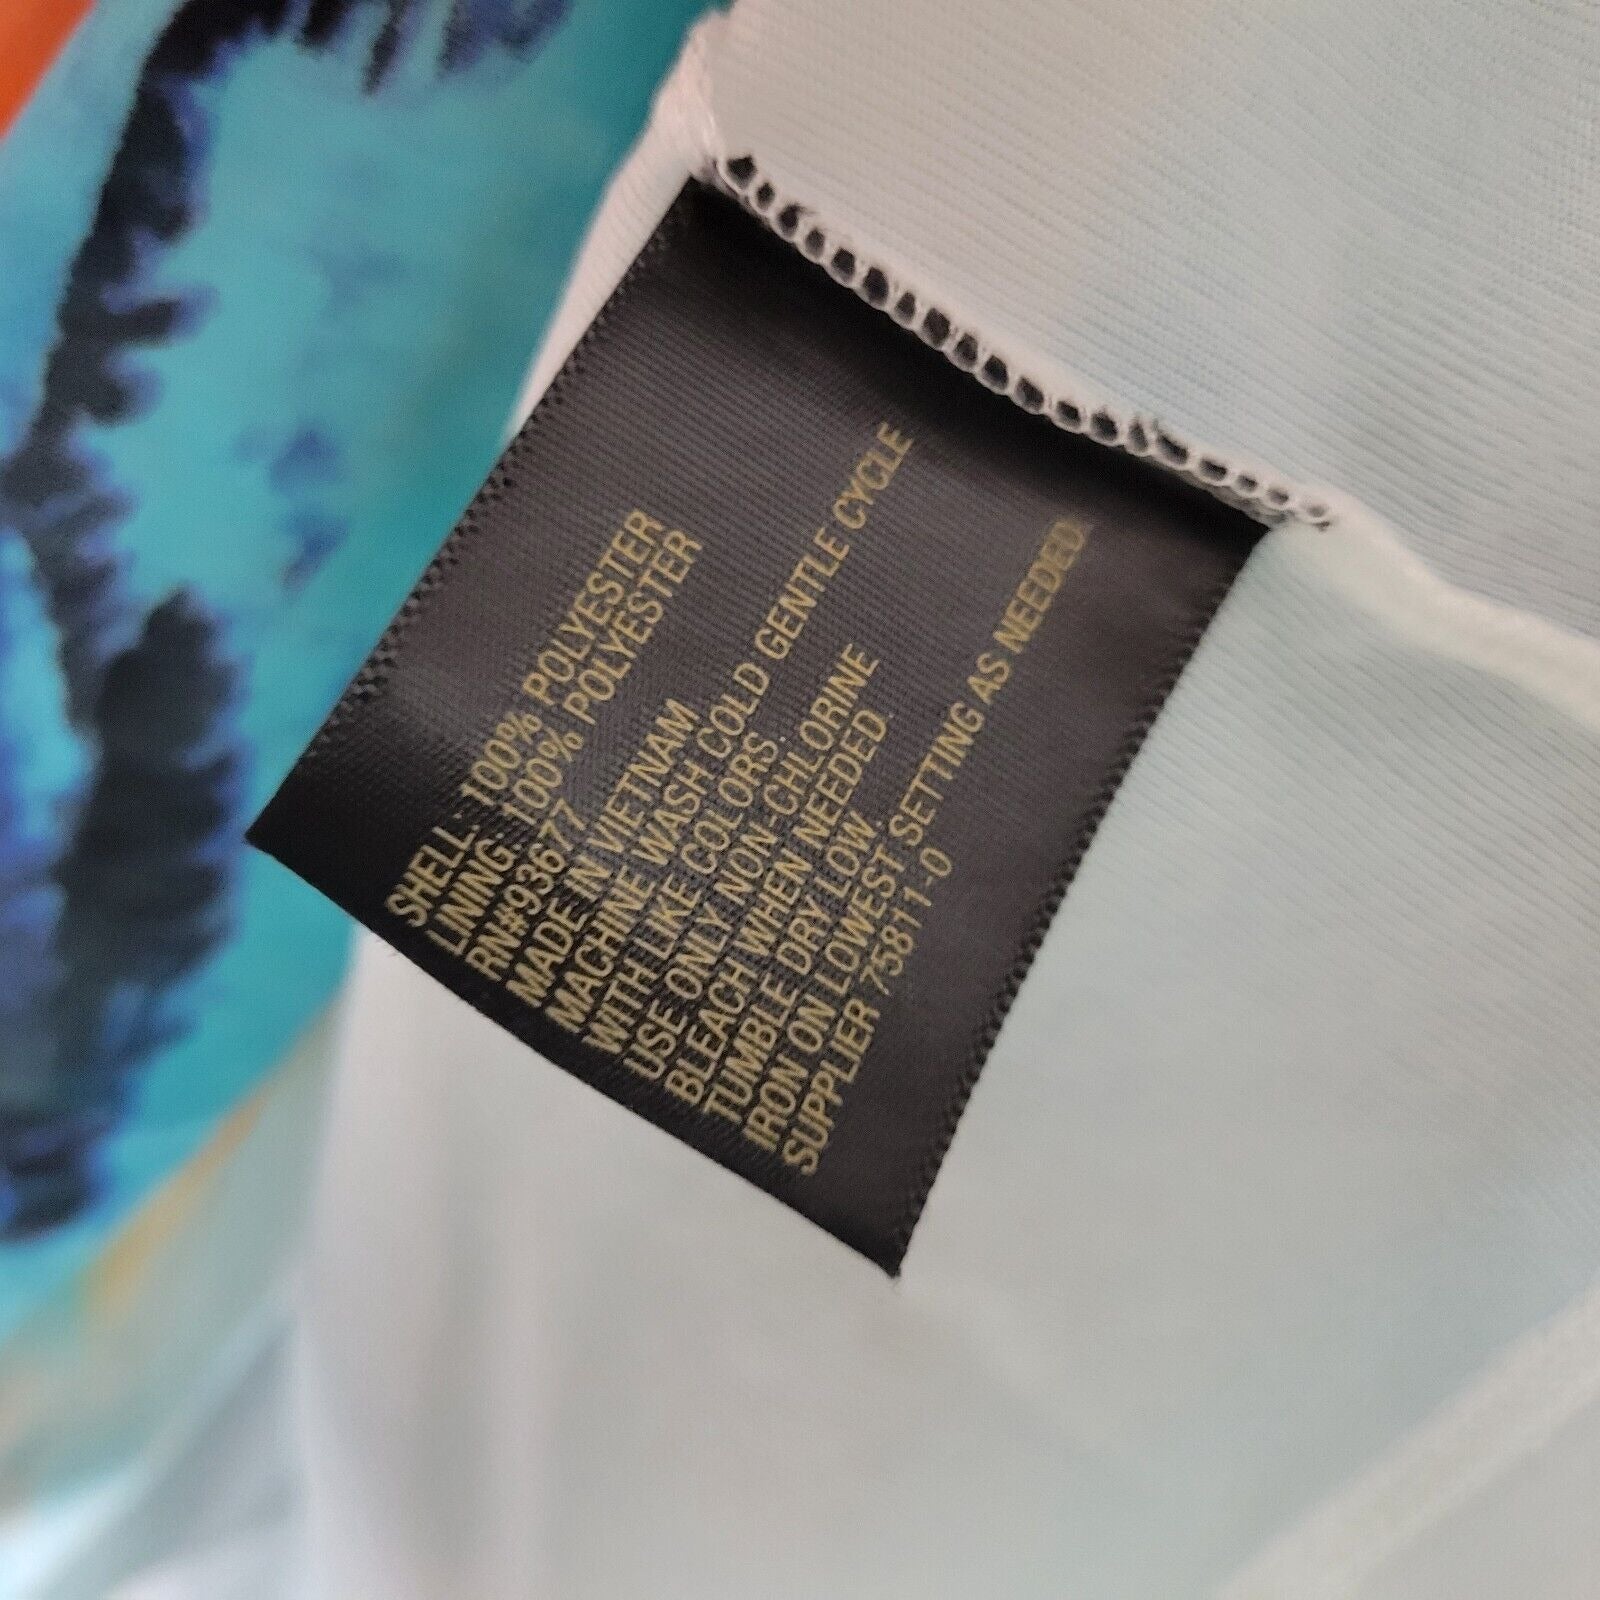 SHELL: 100% POLYESTER
LINING: 100% POLYESTER
RN#93677
MADE IN VIETNAM
MACHINE WASH COLD GENTLE CYCLE
WITH LIKE COLORS.
USE ONLY NON-CHLORINE
BLEACH WHEN NEEDED.
TUMBLE DRY LOW.
IRON ON LOWEST SETTING AS NEEDED.
SUPPLIER 75811-0